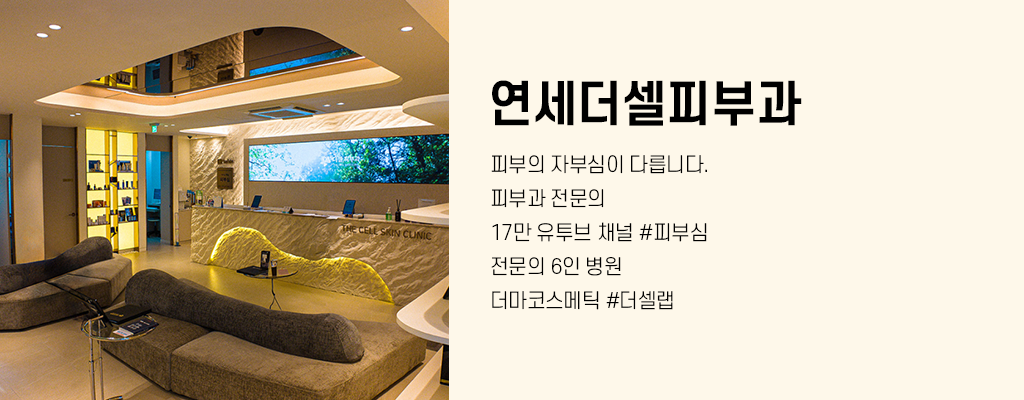 THE CELL SKIN CLINIC
연세더셀피부과
피부의 자부심이 다릅니다.
피부과 전문의
17만 유투브 채널 #피부심
전문의 6인 병원
더마코스메틱 #더셀랩